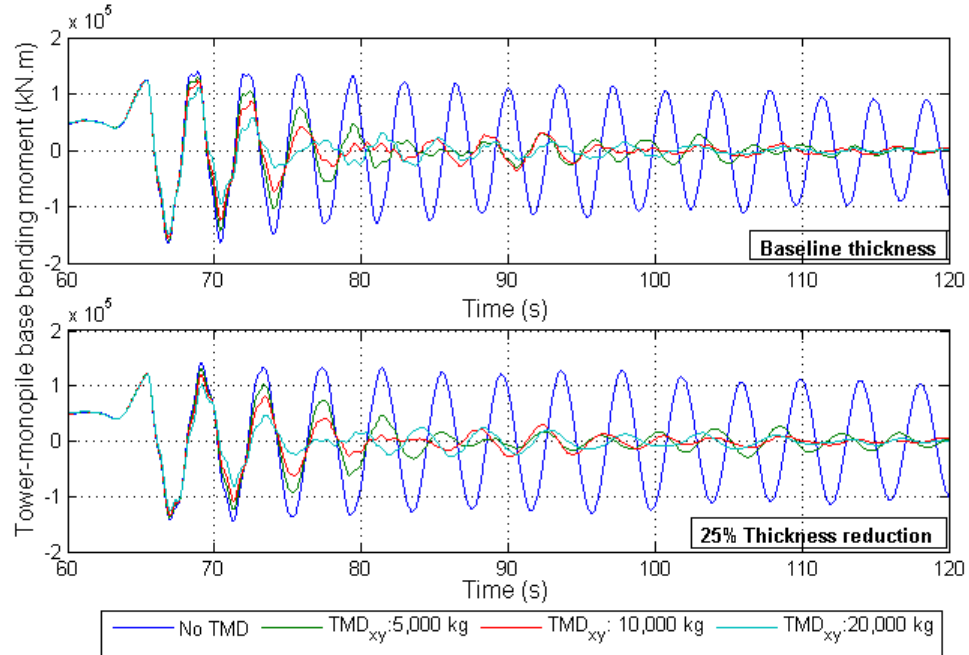 x 10^5
2
1
0
-1
-2
60 70 80 90 100 110 120
Time (s)
Baseline thickness
Tower-monopile base bending moment (kN.m)
x 10^5
2
1
0
-1
-2
60 70 80 90 100 110 120
Time (s)
25% Thickness reduction
No TMD TMD_xy:5,000 kg TMD_xy: 10,000 kg TMD_xy:20,000 kg